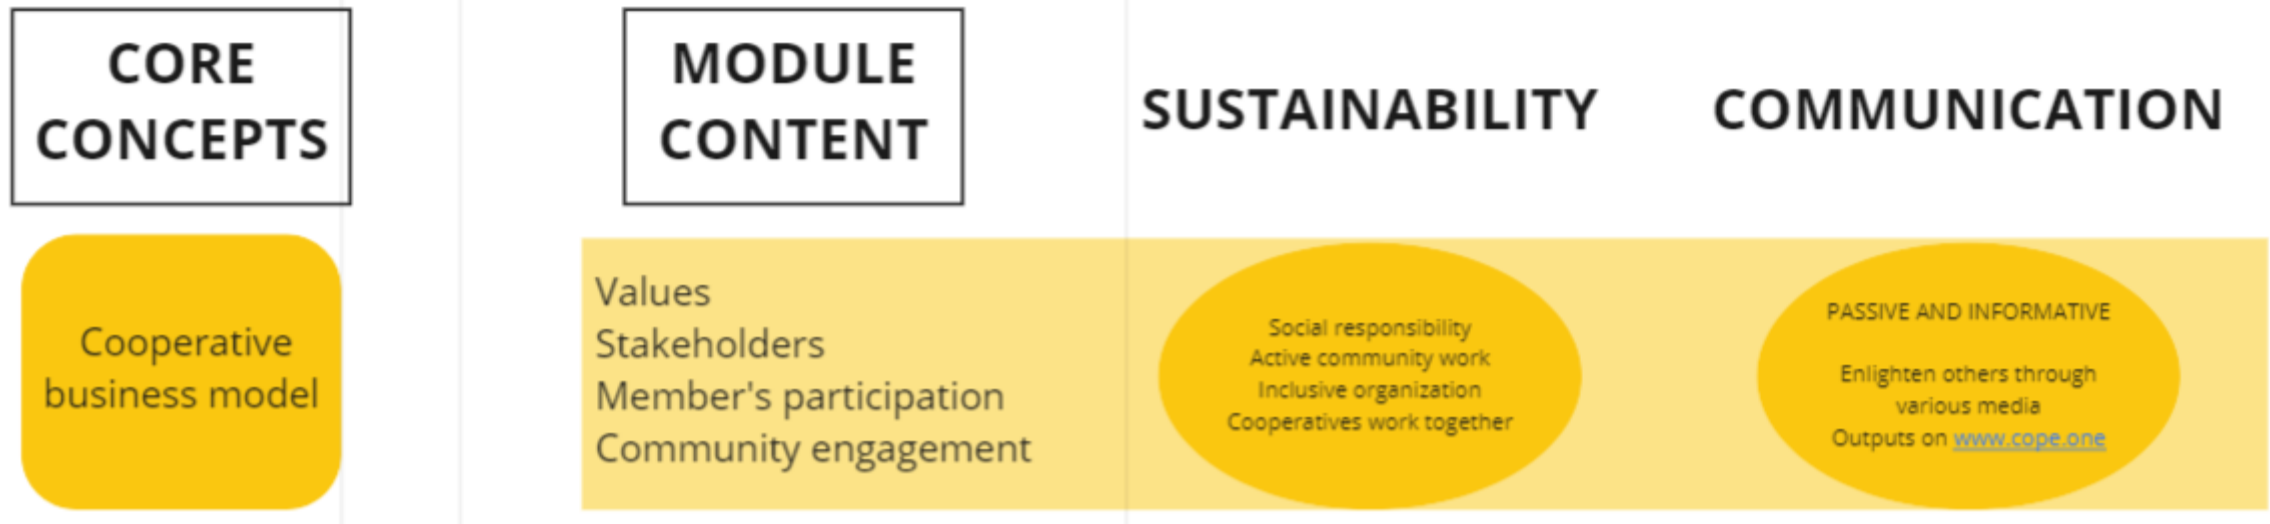 CORE
CONCEPTS
MODULE
CONTENT
SUSTAINABILITY
COMMUNICATION
Cooperative
business model
Values
Stakeholders
Member's participation
Community engagement
Social responsibility
Active community work
Inclusive organization
Cooperatives work together
PASSIVE AND INFORMATIVE
Enlighten others through
various media
Outputs on www.cope.one